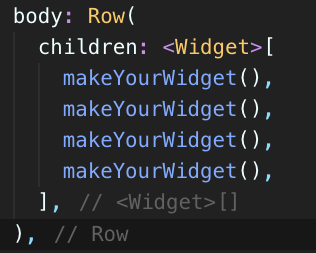 body: Row(
  children: <Widget>[
    makeYourWidget(),
    makeYourWidget(),
    makeYourWidget(),
    makeYourWidget(),
  ], // <Widget>[]
), // Row